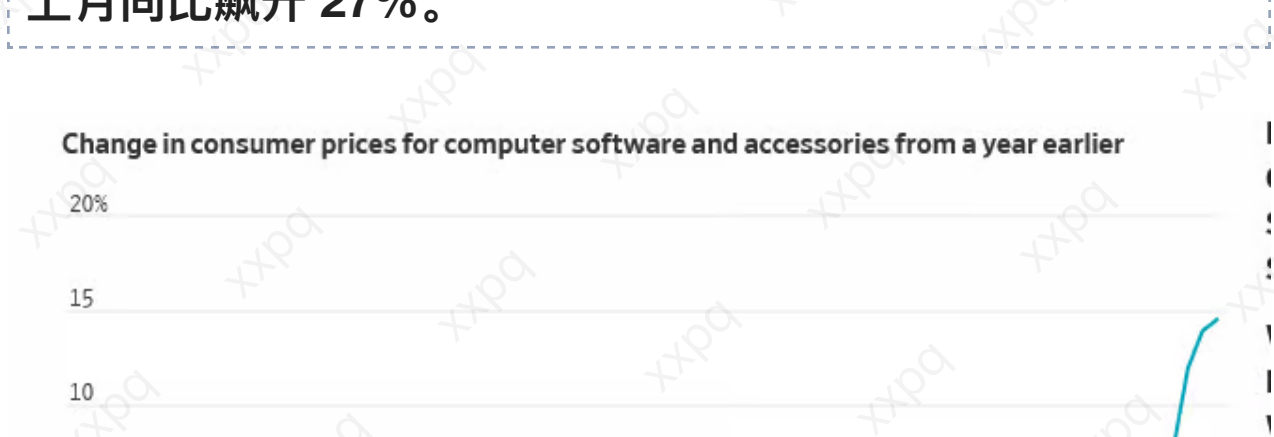 上月同比飙升 27%。
Change in consumer prices for computer software and accessories from a year earlier
20%
15
10
xxpq